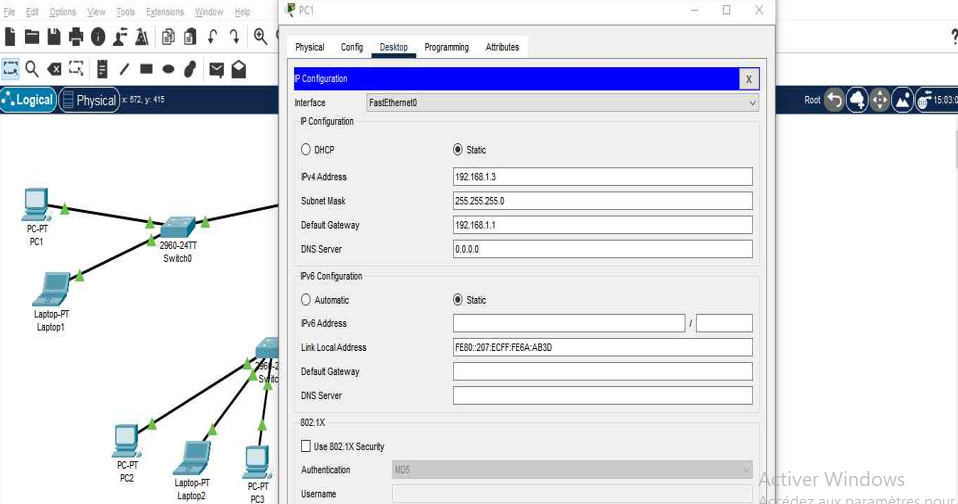 PC1
File Edit Options View Tools Extensions Window Help
Physical Config Desktop Programming Attributes
IP Configuration X
Logical Physical x: 672, y: 415 Root 15:03:0
Interface FastEthernet0
IP Configuration
DHCP Static
IPv4 Address 192.168.1.3
Subnet Mask 255.255.255.0
Default Gateway 192.168.1.1
DNS Server 0.0.0.0
IPv6 Configuration
Automatic Static
IPv6 Address /
Link Local Address FE80::207:ECFF:FE6A:AB3D
Default Gateway
DNS Server
802.1X
Use 802.1X Security
Authentication MD5
Username
PC-PT
PC1
2960-24TT
Switch0
Laptop-PT
Laptop1
2960-2
Switc
PC-PT
PC2
Laptop-PT
Laptop2
PC-PT
PC3
Activer Windows
Accédez aux paramètres pour